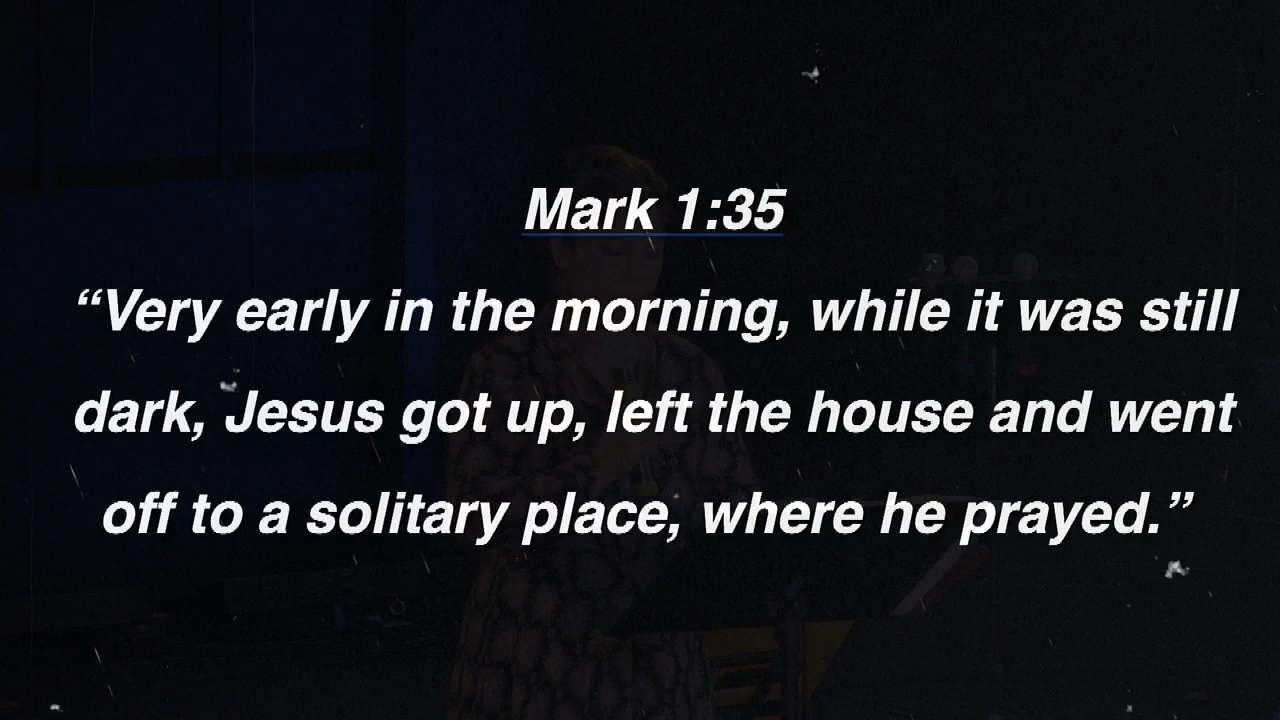 Mark 1:35
“Very early in the morning, while it was still
dark, Jesus got up, left the house and went
off to a solitary place, where he prayed.”